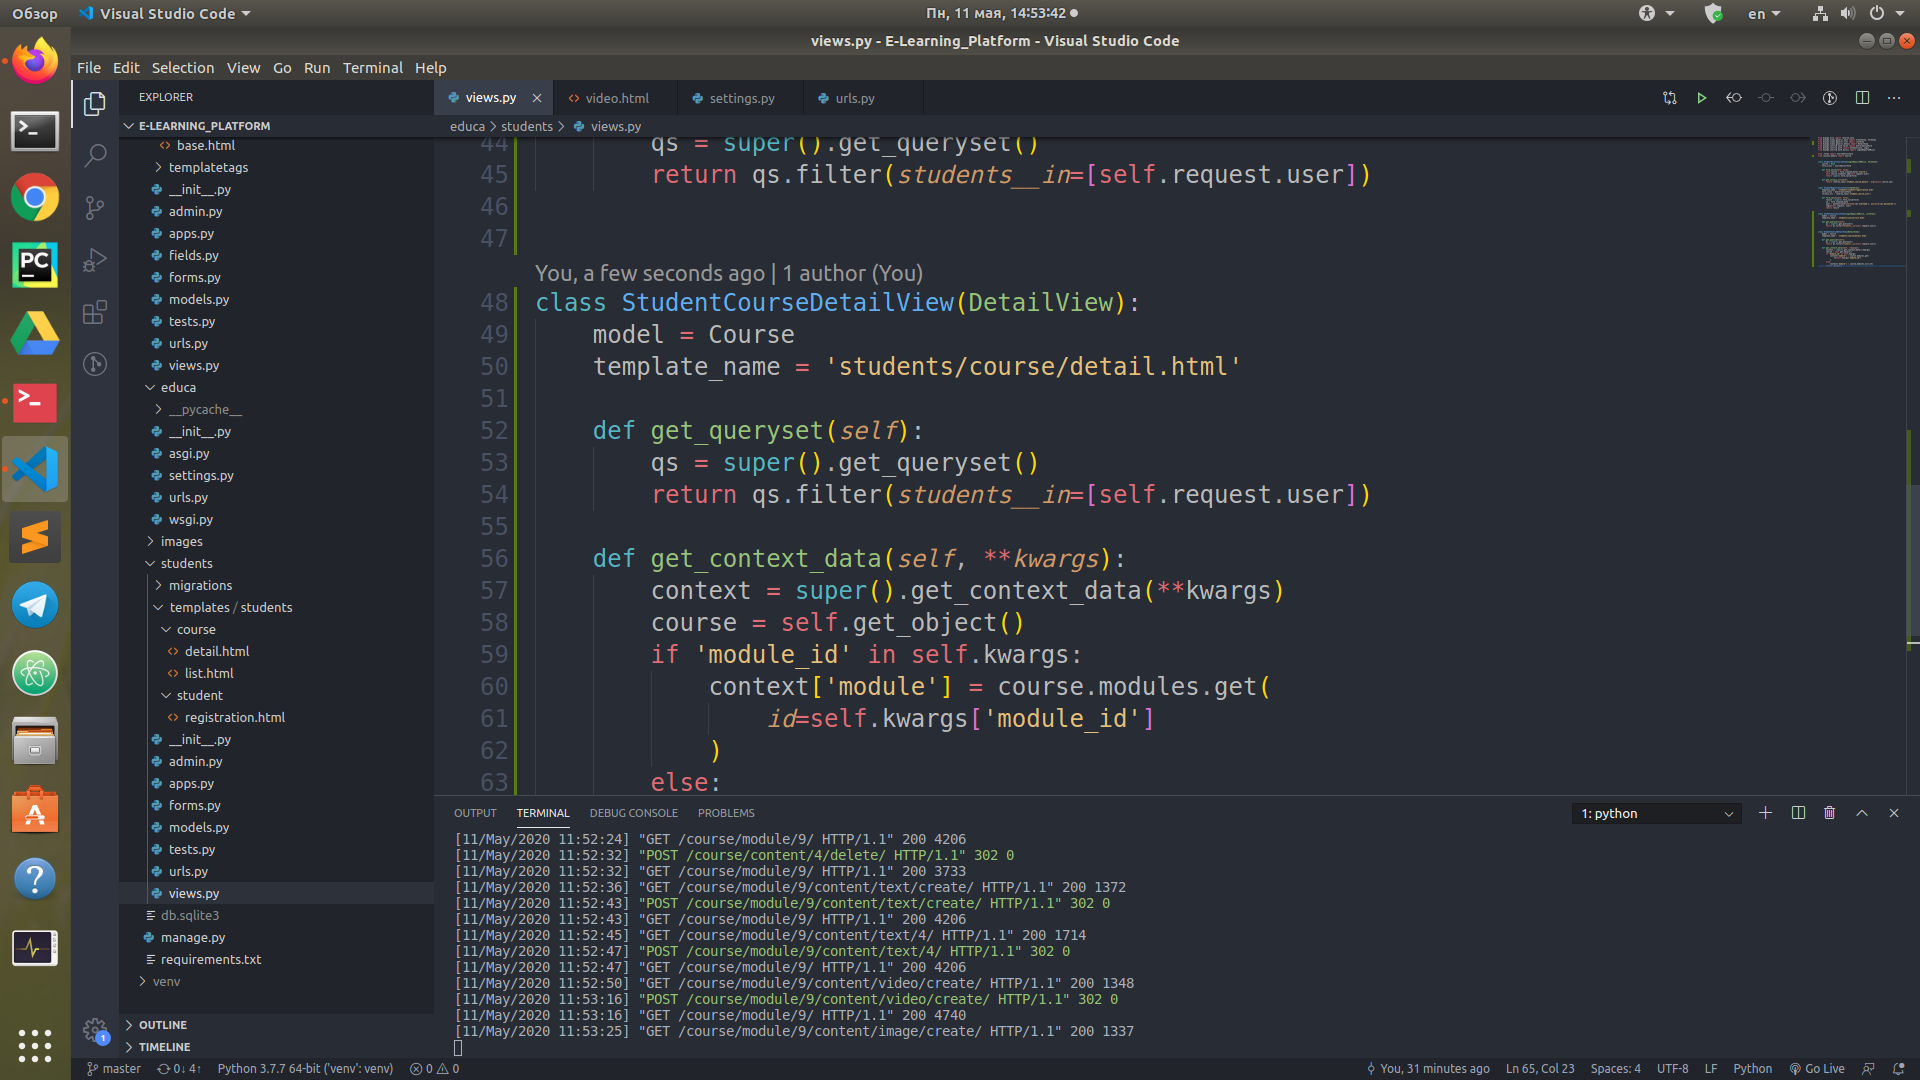 Обзор
Visual Studio Code
Пн, 11 мая, 14:53:42
en
views.py - E-Learning_Platform - Visual Studio Code
File Edit Selection View Go Run Terminal Help
EXPLORER
E-LEARNING_PLATFORM
base.html
templatetags
__init__.py
admin.py
apps.py
fields.py
forms.py
models.py
tests.py
urls.py
views.py
educa
__pycache__
__init__.py
asgi.py
settings.py
urls.py
wsgi.py
images
students
migrations
templates / students
course
detail.html
list.html
student
registration.html
__init__.py
admin.py
apps.py
forms.py
models.py
tests.py
urls.py
views.py
db.sqlite3
manage.py
requirements.txt
venv
OUTLINE
TIMELINE
views.py video.html settings.py urls.py
educa > students > views.py
44 qs = super().get_queryset()
45 return qs.filter(students__in=[self.request.user])
46
47
You, a few seconds ago | 1 author (You)
48 class StudentCourseDetailView(DetailView):
49 model = Course
50 template_name = 'students/course/detail.html'
51
52 def get_queryset(self):
53 qs = super().get_queryset()
54 return qs.filter(students__in=[self.request.user])
55
56 def get_context_data(self, **kwargs):
57 context = super().get_context_data(**kwargs)
58 course = self.get_object()
59 if 'module_id' in self.kwargs:
60 context['module'] = course.modules.get(
61 id=self.kwargs['module_id']
62 )
63 else:
OUTPUT TERMINAL DEBUG CONSOLE PROBLEMS
1: python
[11/May/2020 11:52:24] "GET /course/module/9/ HTTP/1.1" 200 4206
[11/May/2020 11:52:32] "POST /course/content/4/delete/ HTTP/1.1" 302 0
[11/May/2020 11:52:32] "GET /course/module/9/ HTTP/1.1" 200 3733
[11/May/2020 11:52:36] "GET /course/module/9/content/text/create/ HTTP/1.1" 200 1372
[11/May/2020 11:52:43] "POST /course/module/9/content/text/create/ HTTP/1.1" 302 0
[11/May/2020 11:52:43] "GET /course/module/9/ HTTP/1.1" 200 4206
[11/May/2020 11:52:45] "GET /course/module/9/content/text/4/ HTTP/1.1" 200 1714
[11/May/2020 11:52:47] "POST /course/module/9/content/text/4/ HTTP/1.1" 302 0
[11/May/2020 11:52:47] "GET /course/module/9/ HTTP/1.1" 200 4206
[11/May/2020 11:52:50] "GET /course/module/9/content/video/create/ HTTP/1.1" 200 1348
[11/May/2020 11:53:16] "POST /course/module/9/content/video/create/ HTTP/1.1" 302 0
[11/May/2020 11:53:16] "GET /course/module/9/ HTTP/1.1" 200 4740
[11/May/2020 11:53:25] "GET /course/module/9/content/image/create/ HTTP/1.1" 200 1337
PC
1
master 0↓ 4↑ Python 3.7.7 64-bit ('venv': venv) 0 0
You, 31 minutes ago Ln 65, Col 23 Spaces: 4 UTF-8 LF Python Go Live